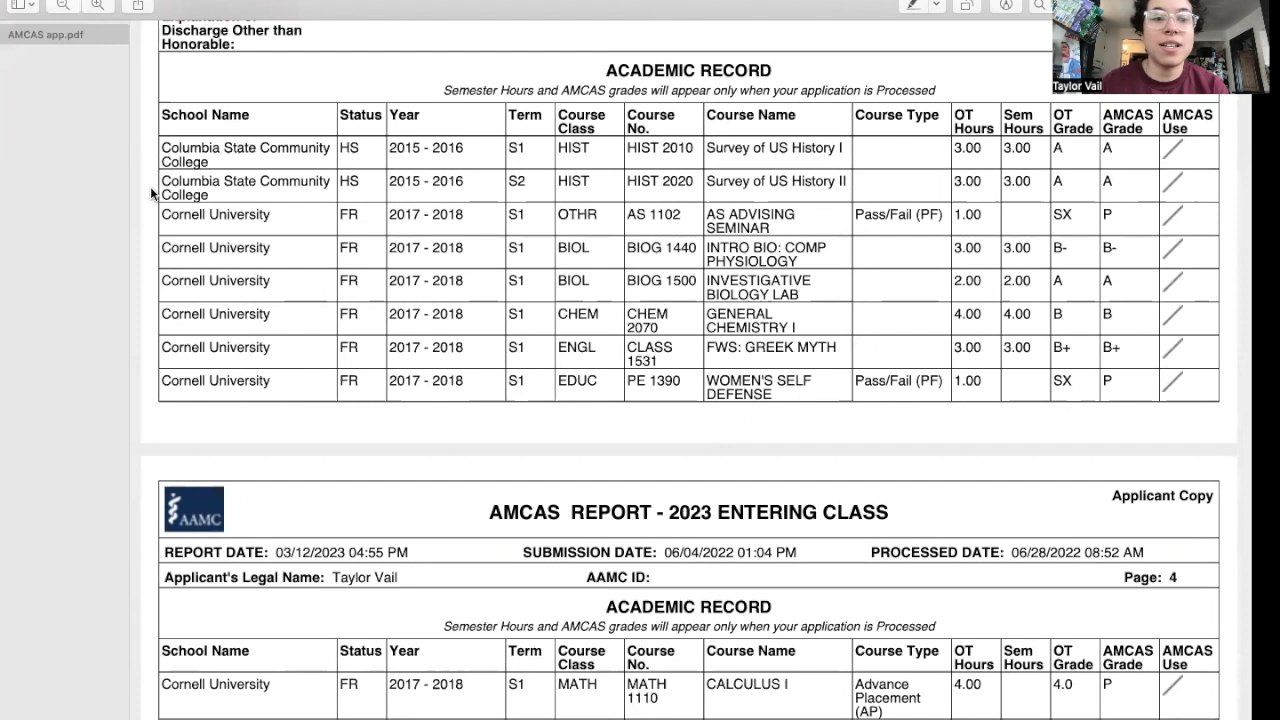 AMCAS app.pdf
Discharge Other than
Honorable:
Taylor Vail
ACADEMIC RECORD
Semester Hours and AMCAS grades will appear only when your application is Processed
School Name Status Year Term Course Class Course No. Course Name Course Type OT Hours Sem Hours OT Grade AMCAS Grade AMCAS Use
Columbia State Community College HS 2015 - 2016 S1 HIST HIST 2010 Survey of US History I 3.00 3.00 A A
Columbia State Community College HS 2015 - 2016 S2 HIST HIST 2020 Survey of US History II 3.00 3.00 A A
Cornell University FR 2017 - 2018 S1 OTHR AS 1102 AS ADVISING SEMINAR Pass/Fail (PF) 1.00 SX P
Cornell University FR 2017 - 2018 S1 BIOL BIOG 1440 INTRO BIO: COMP PHYSIOLOGY 3.00 3.00 B- B-
Cornell University FR 2017 - 2018 S1 BIOL BIOG 1500 INVESTIGATIVE BIOLOGY LAB 2.00 2.00 A A
Cornell University FR 2017 - 2018 S1 CHEM CHEM 2070 GENERAL CHEMISTRY I 4.00 4.00 B B
Cornell University FR 2017 - 2018 S1 ENGL CLASS 1531 FWS: GREEK MYTH 3.00 3.00 B+ B+
Cornell University FR 2017 - 2018 S1 EDUC PE 1390 WOMEN'S SELF DEFENSE Pass/Fail (PF) 1.00 SX P
AAMC
Applicant Copy
AMCAS REPORT - 2023 ENTERING CLASS
REPORT DATE: 03/12/2023 04:55 PM SUBMISSION DATE: 06/04/2022 01:04 PM PROCESSED DATE: 06/28/2022 08:52 AM
Applicant's Legal Name: Taylor Vail AAMC ID: Page: 4
ACADEMIC RECORD
Semester Hours and AMCAS grades will appear only when your application is Processed
School Name Status Year Term Course Class Course No. Course Name Course Type OT Hours Sem Hours OT Grade AMCAS Grade AMCAS Use
Cornell University FR 2017 - 2018 S1 MATH MATH 1110 CALCULUS I Advance Placement (AP) 4.00 4.0 P